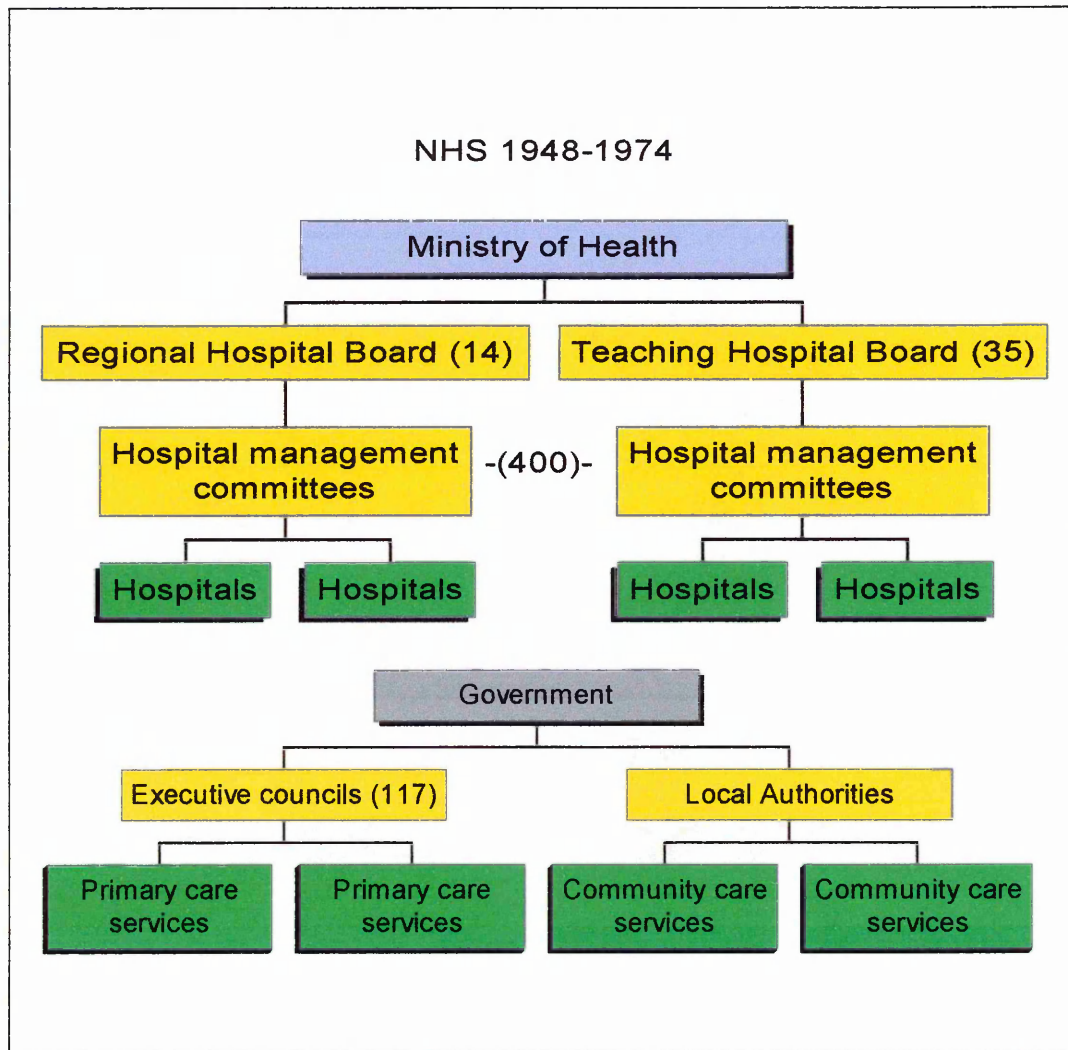 NHS 1948-1974
Ministry of Health
Regional Hospital Board (14)
Teaching Hospital Board (35)
Hospital management
committees
-(400)-
Hospital management
committees
Hospitals
Hospitals
Hospitals
Hospitals
Government
Executive councils (117)
Local Authorities
Primary care
services
Primary care
services
Community care
services
Community care
services